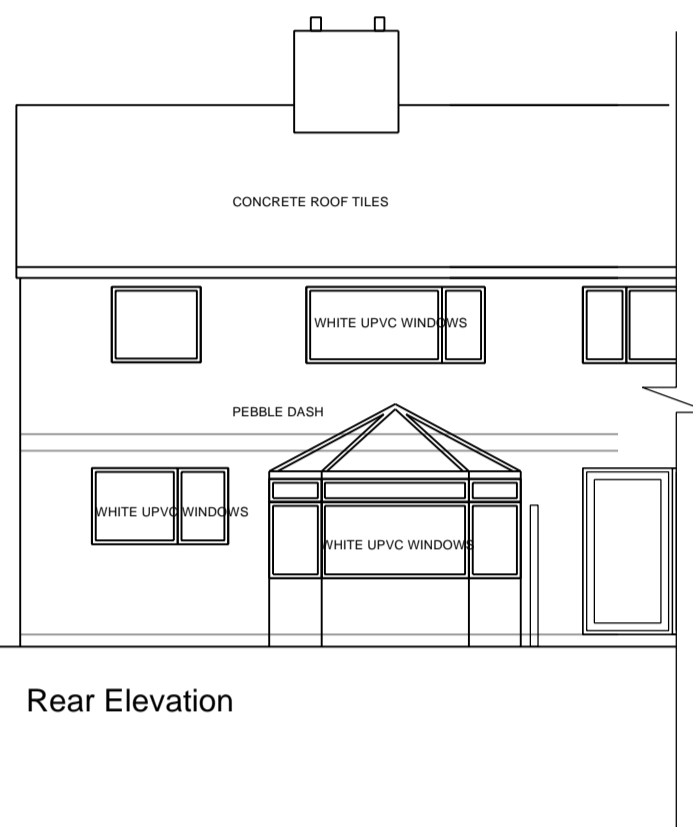 CONCRETE ROOF TILES
WHITE UPVC WINDOWS
PEBBLE DASH
WHITE UPVC WINDOWS
WHITE UPVC WINDOWS
Rear Elevation